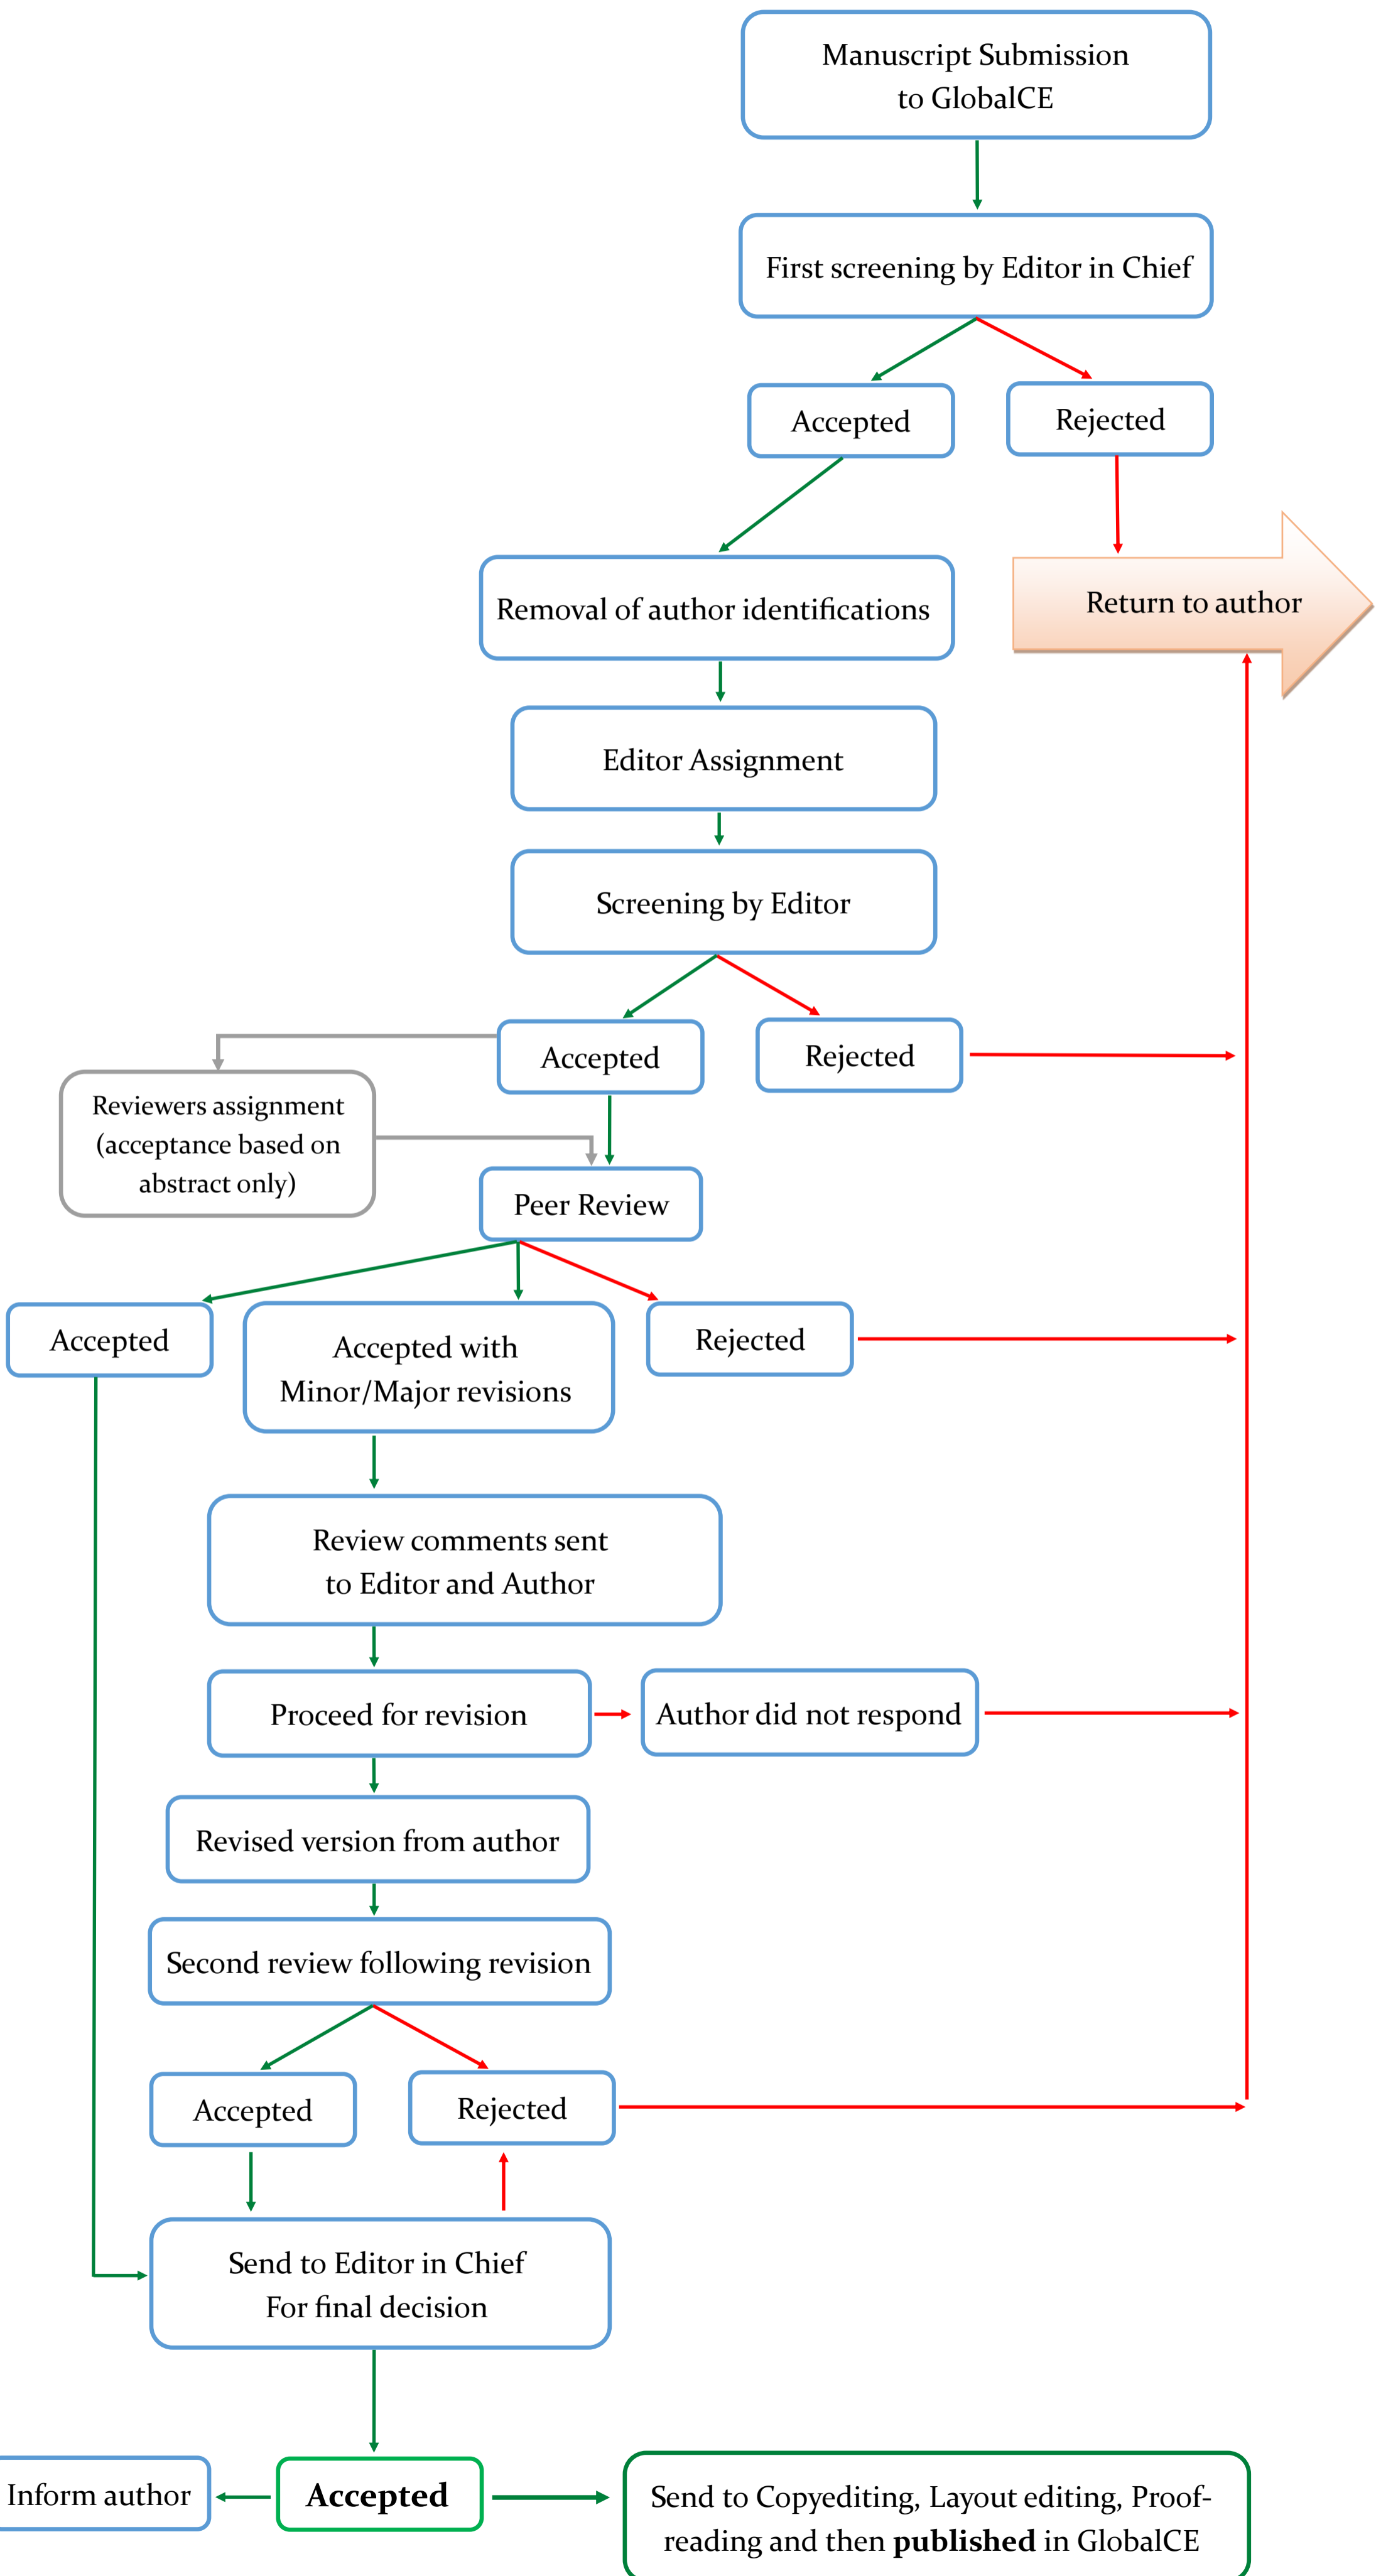 Manuscript Submission
to GlobalCE
First screening by Editor in Chief
Accepted
Rejected
Removal of author identifications
Return to author
Editor Assignment
Screening by Editor
Accepted
Rejected
Reviewers assignment
(acceptance based on
abstract only)
Peer Review
Accepted
Accepted with
Minor/Major revisions
Rejected
Review comments sent
to Editor and Author
Proceed for revision
Author did not respond
Revised version from author
Second review following revision
Accepted
Rejected
Send to Editor in Chief
For final decision
Inform author
Accepted
Send to Copyediting, Layout editing, Proof-
reading and then published in GlobalCE